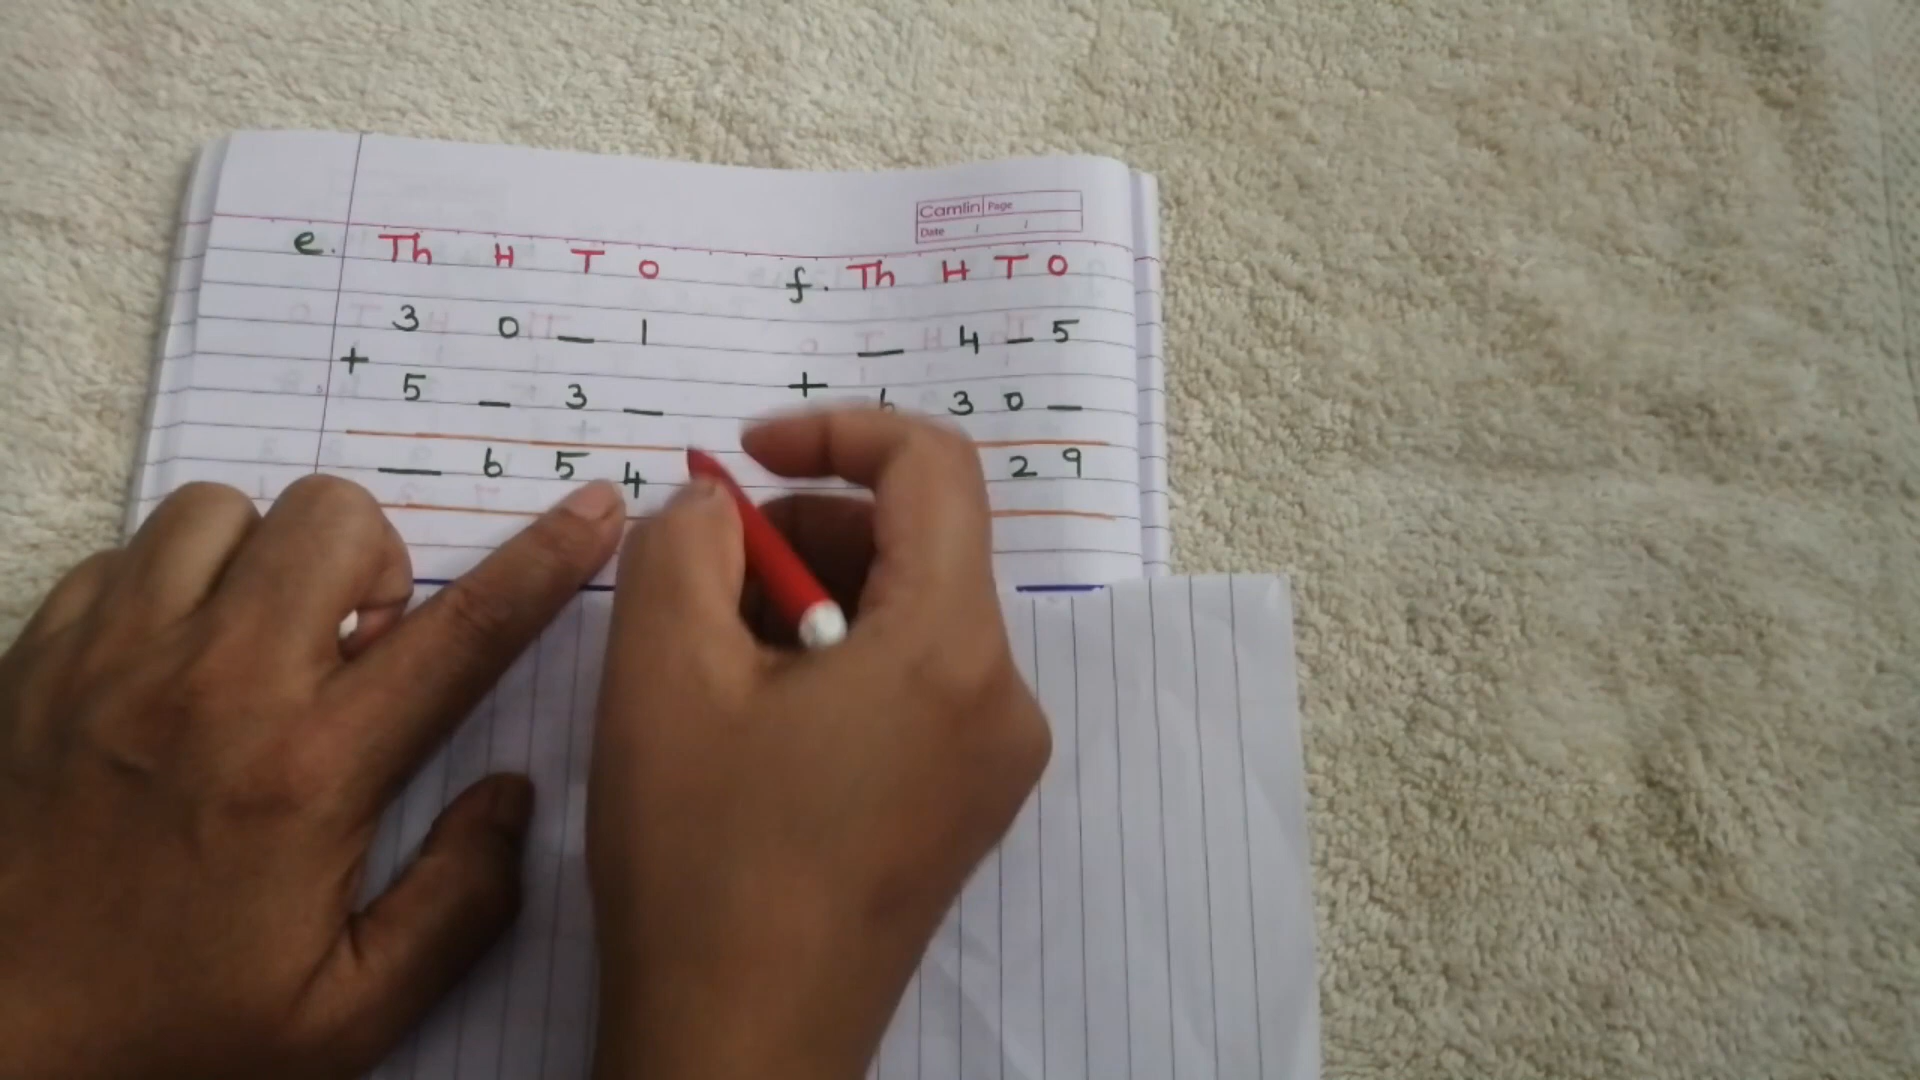 Camlin Page
Date / /
e. Th H T O
3 0 _ 1
+
5 _ 3 _
_ 6 5 4
f. Th H T O
_ 4 _ 5
+
3 0 _
2 9